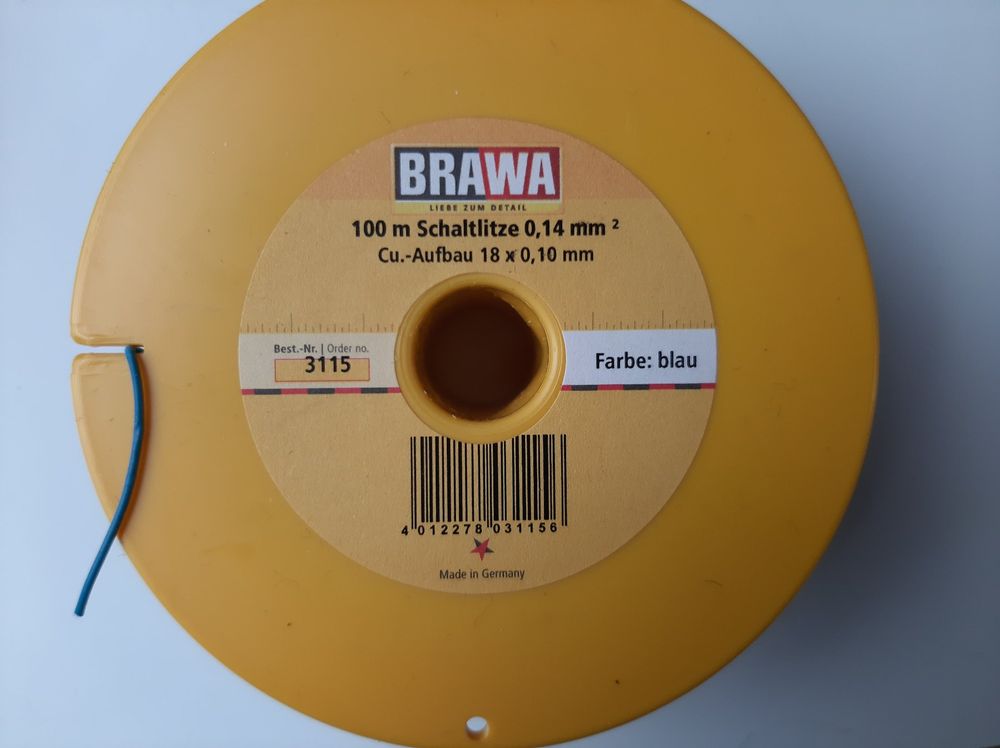 BRAWA
LIEBE ZUM DETAIL
100 m Schaltlitze 0,14 mm ²
Cu.-Aufbau 18 x 0,10 mm
Best.-Nr. | Order no.
3115
Farbe: blau
4 012278 031156
Made in Germany